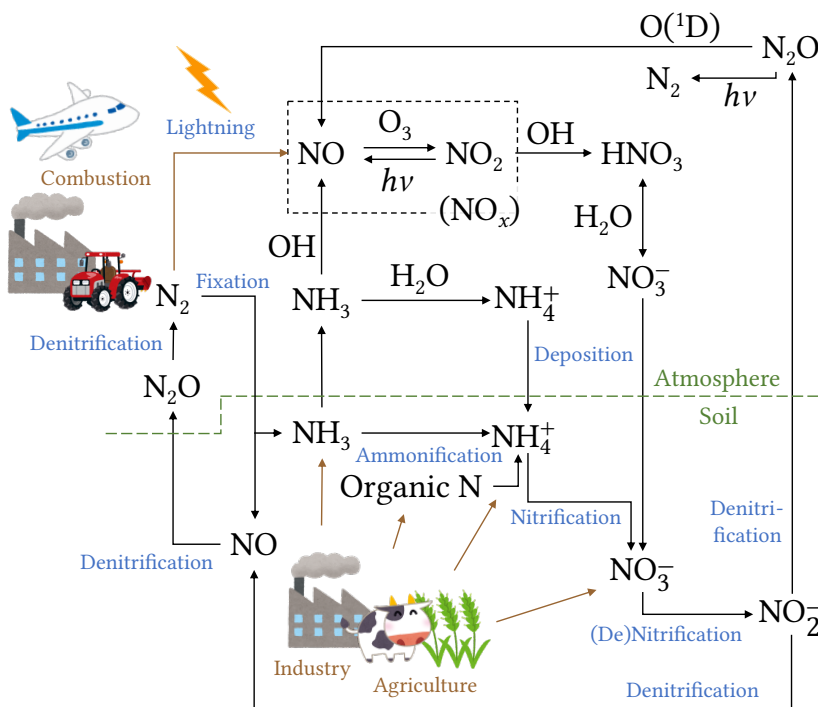 O(¹D)
N₂O
N₂
hν
Lightning
O₃
NO
NO₂
OH
HNO₃
hν
Combustion
(NOₓ)
H₂O
OH
H₂O
NO₃⁻
N₂
Fixation
NH₃
NH₄⁺
Denitrification
Deposition
N₂O
Atmosphere
Soil
NH₃
NH₄⁺
Ammonification
Organic N
Nitrification
Denitri-
fication
NO
Denitrification
NO₃⁻
NO₂⁻
(De)Nitrification
Industry
Agriculture
Denitrification